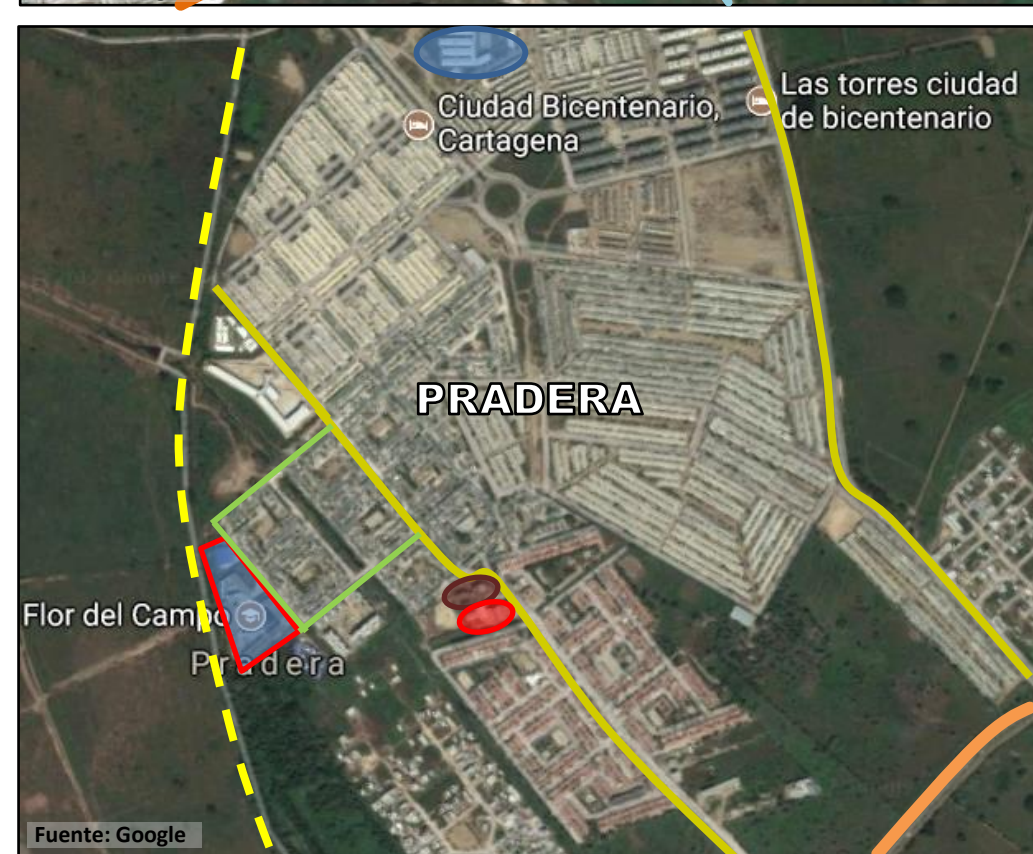 Ciudad Bicentenario,
Cartagena
Las torres ciudad
de bicentenario
PRADERA
Flor del Campo
Pradera
Fuente: Google